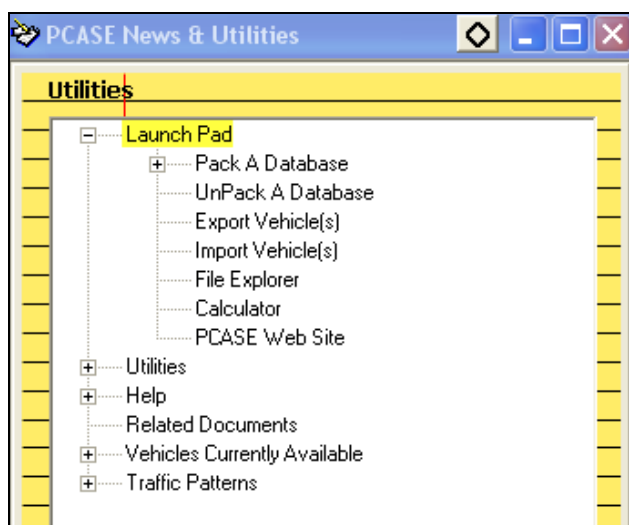 PCASE News & Utilities
Utilities
Launch Pad
Pack A Database
UnPack A Database
Export Vehicle(s)
Import Vehicle(s)
File Explorer
Calculator
PCASE Web Site
Utilities
Help
Related Documents
Vehicles Currently Available
Traffic Patterns